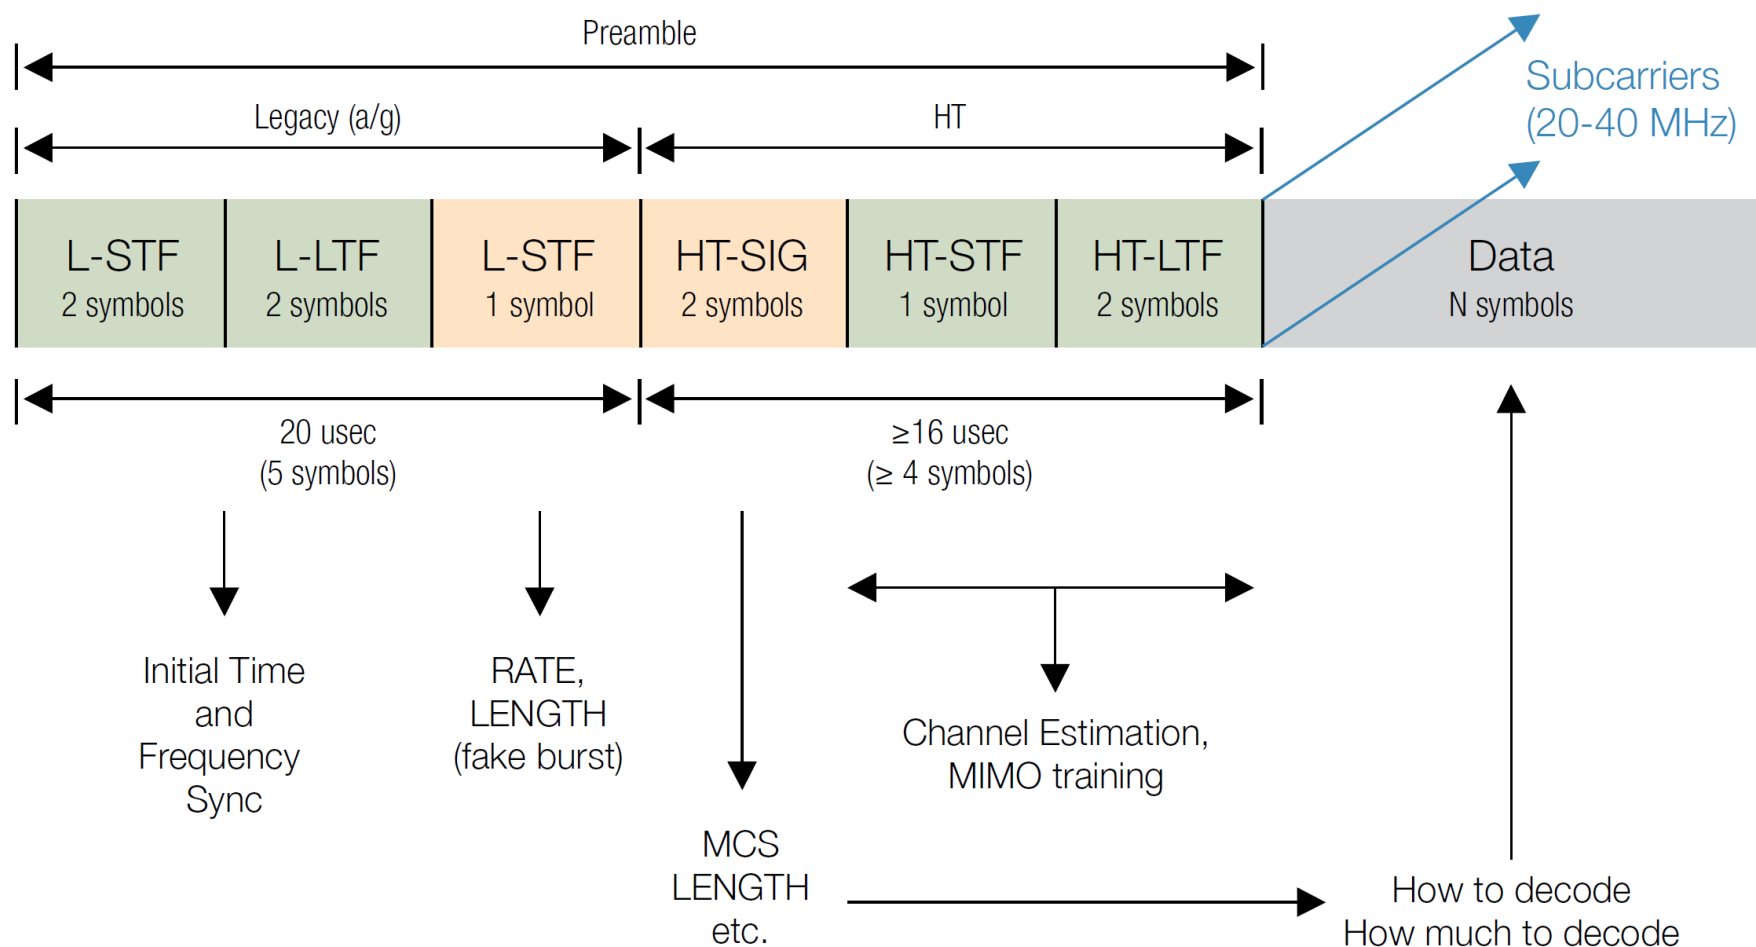 Preamble
Subcarriers
(20-40 MHz)
Legacy (a/g)
HT
L-STF
2 symbols
L-LTF
2 symbols
L-STF
1 symbol
HT-SIG
2 symbols
HT-STF
1 symbol
HT-LTF
2 symbols
Data
N symbols
20 usec
(5 symbols)
≥16 usec
(≥ 4 symbols)
Initial Time
and
Frequency
Sync
RATE,
LENGTH
(fake burst)
Channel Estimation,
MIMO training
MCS
LENGTH
etc.
How to decode
How much to decode